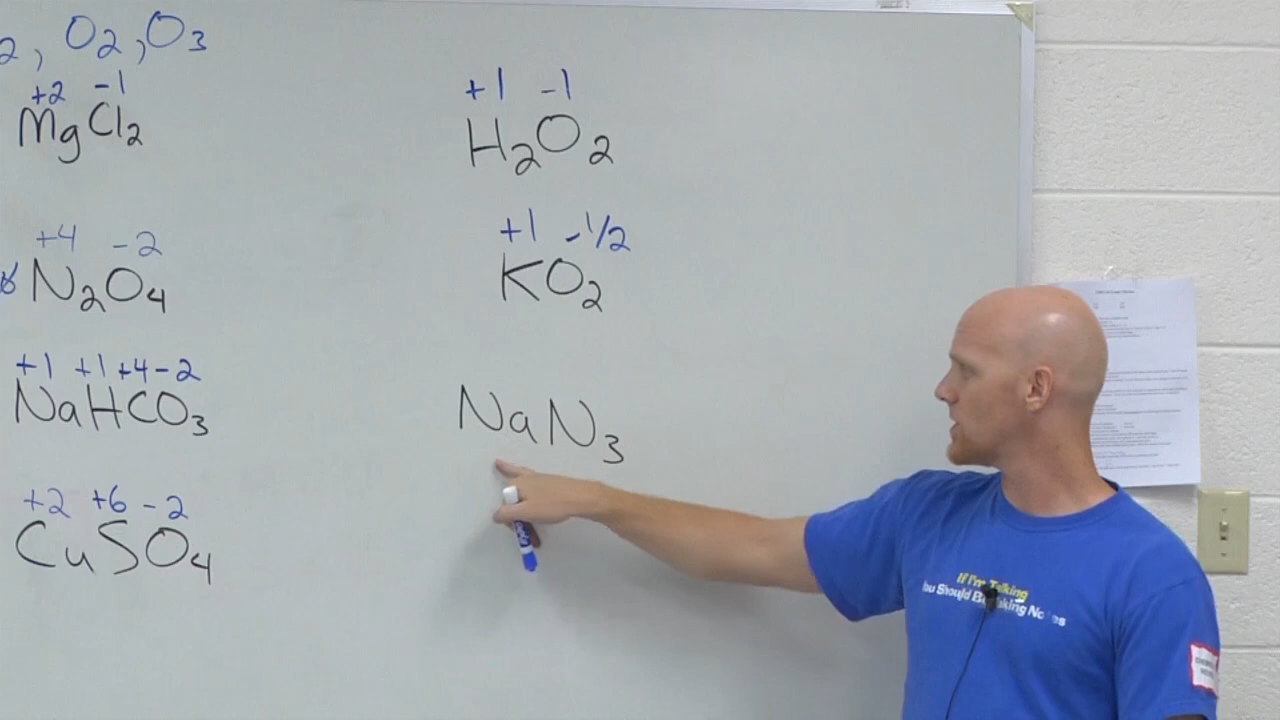 2, O2, O3
+2 -1
MgCl2
+4 -2
N2O4
+1 +1 +4 -2
NaHCO3
+2 +6 -2
CuSO4
+1 -1
H2O2
+1 -1/2
KO2
NaN3
If I'm Talking
You Should Be Taking Notes